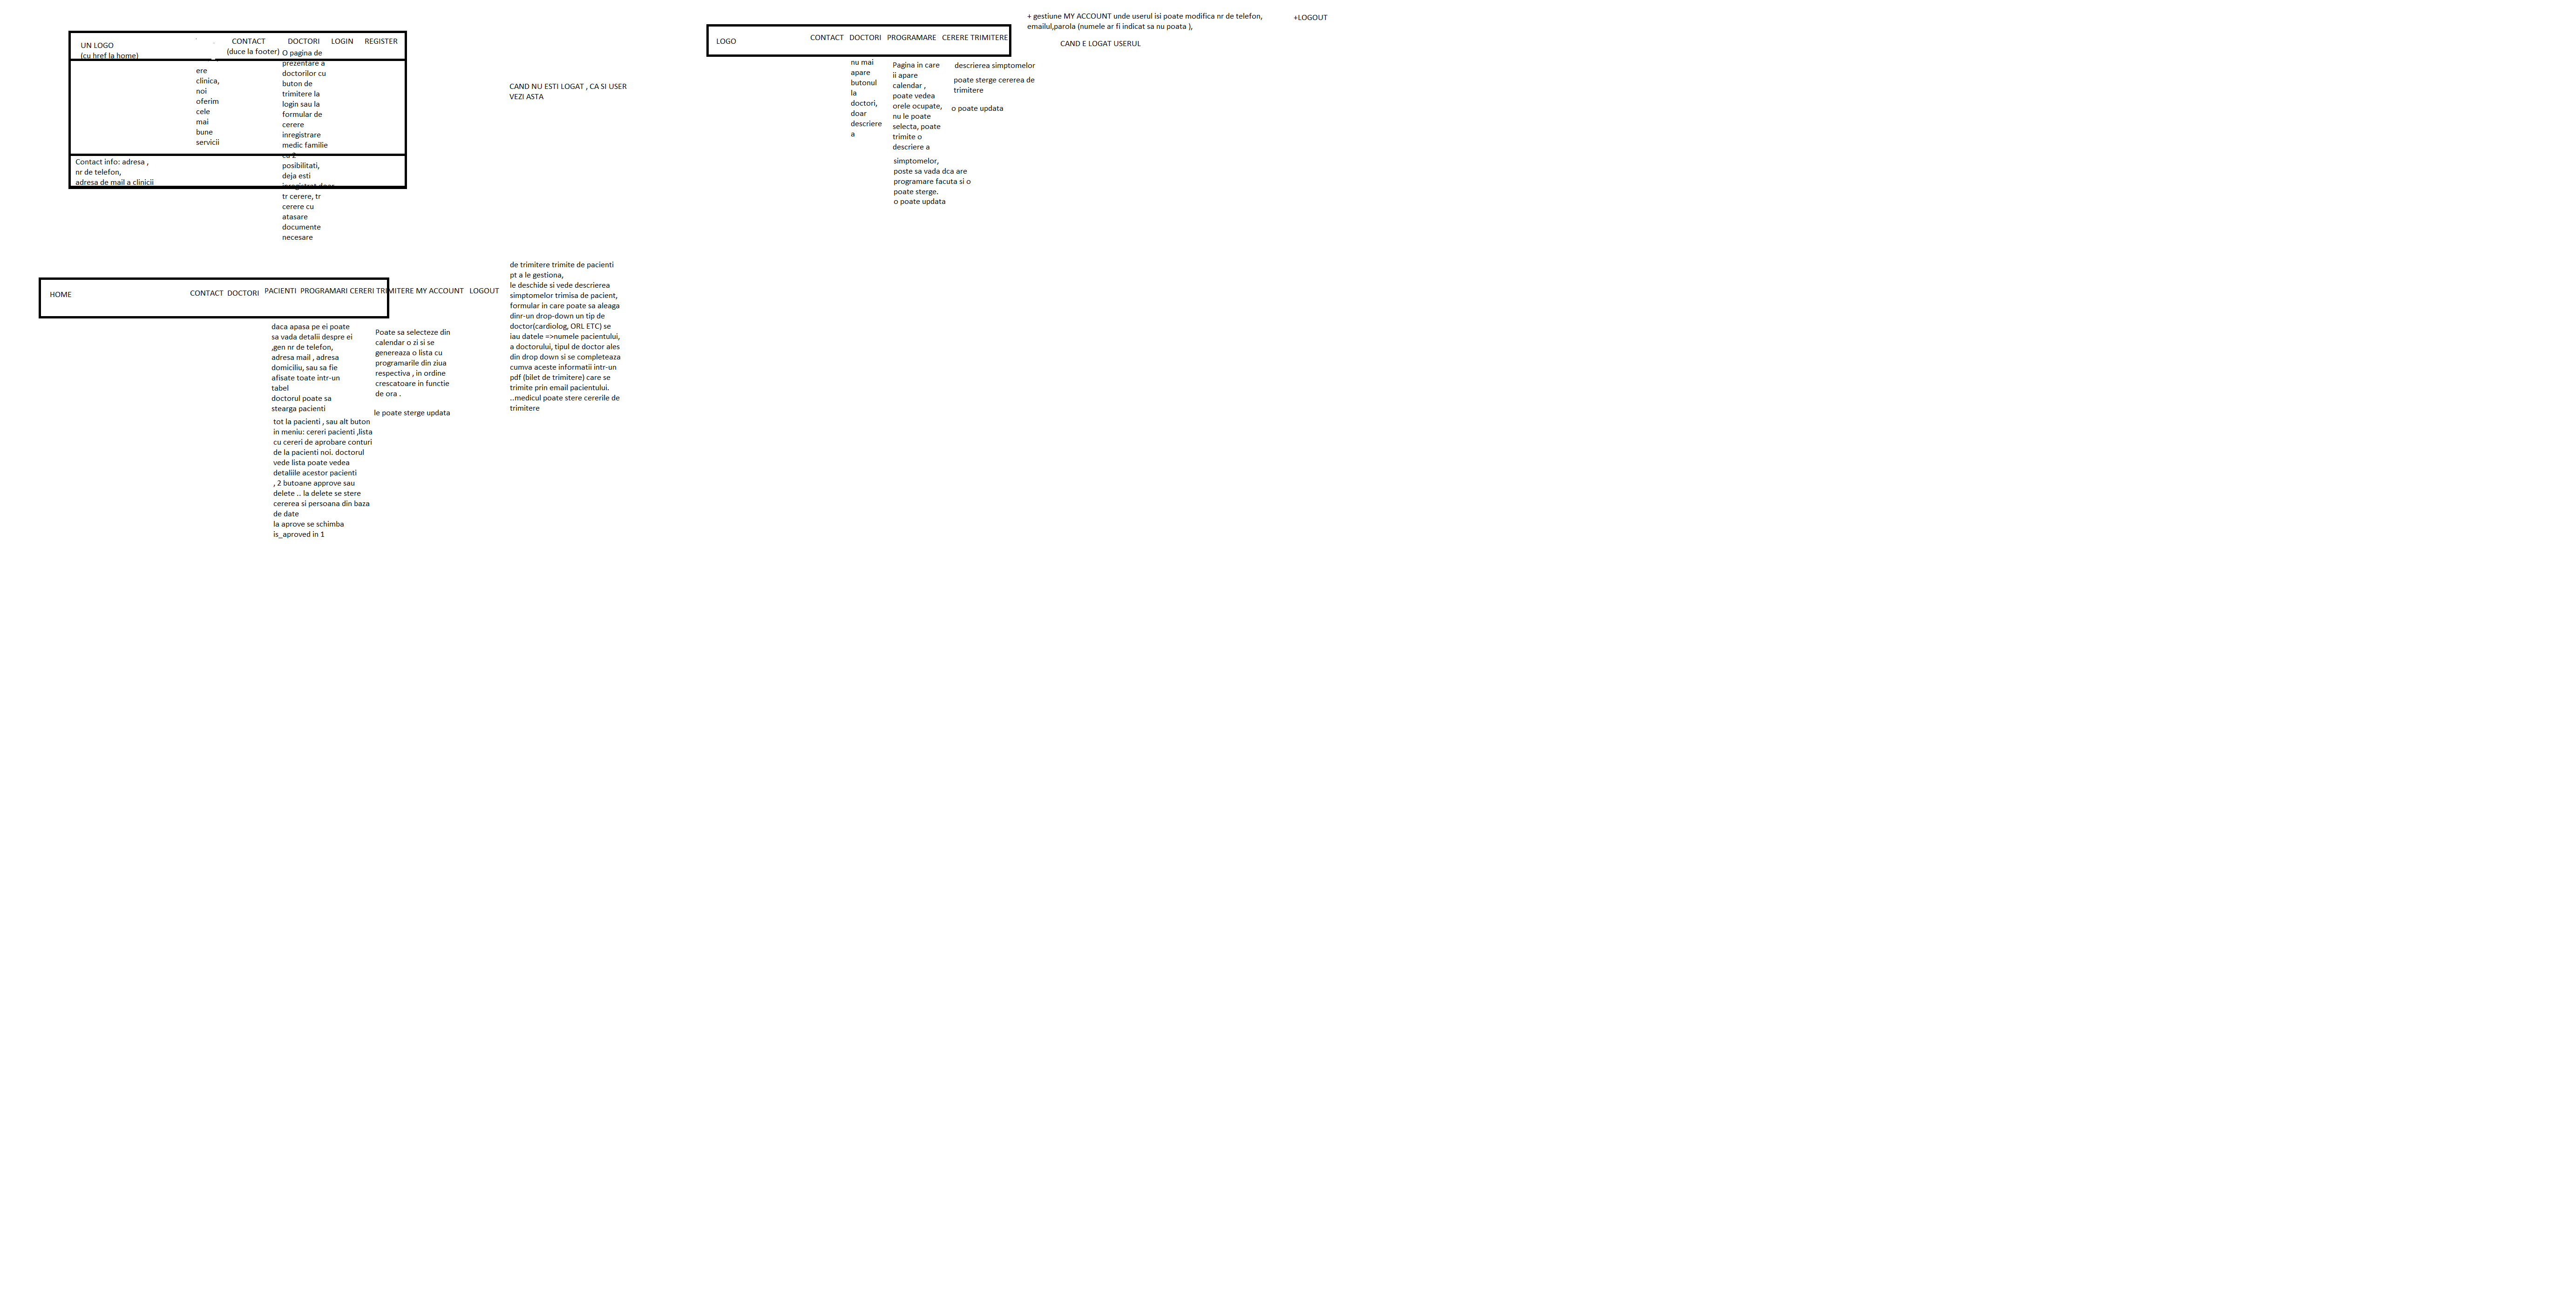 UN LOGO
(cu href la home)
CONTACT
(duce la footer)
DOCTORI
LOGIN
REGISTER
ere
clinica,
noi
oferim
cele
mai
bune
servicii
O pagina de
prezentare a
doctorilor cu
buton de
trimitere la
login sau la
formular de
cerere
inregistrare
medic familie
cu 2
posibilitati,
deja esti
inregistrat doar
tr cerere, tr
cerere cu
atasare
documente
necesare
Contact info: adresa ,
nr de telefon,
adresa de mail a clinicii
CAND NU ESTI LOGAT , CA SI USER
VEZI ASTA
LOGO
CONTACT
DOCTORI
PROGRAMARE
CERERE TRIMITERE
+ gestiune MY ACCOUNT unde userul isi poate modifica nr de telefon,
emailul,parola (numele ar fi indicat sa nu poata ),
+LOGOUT
CAND E LOGAT USERUL
nu mai
apare
butonul
la
doctori,
doar
descriere
a
Pagina in care
ii apare
calendar ,
poate vedea
orele ocupate,
nu le poate
selecta, poate
trimite o
descriere a
simptomelor,
poste sa vada dca are
programare facuta si o
poate sterge.
o poate updata
descrierea simptomelor
poate sterge cererea de
trimitere
o poate updata
HOME
CONTACT
DOCTORI
PACIENTI
PROGRAMARI
CERERI TRIMITERE
MY ACCOUNT
LOGOUT
daca apasa pe ei poate
sa vada detalii despre ei
,gen nr de telefon,
adresa mail , adresa
domiciliu, sau sa fie
afisate toate intr-un
tabel
doctorul poate sa
stearga pacienti
tot la pacienti , sau alt buton
in meniu: cereri pacienti ,lista
cu cereri de aprobare conturi
de la pacienti noi. doctorul
vede lista poate vedea
detaliile acestor pacienti
, 2 butoane approve sau
delete .. la delete se stere
cererea si persoana din baza
de date
la aprove se schimba
is_aproved in 1
Poate sa selecteze din
calendar o zi si se
genereaza o lista cu
programarile din ziua
respectiva , in ordine
crescatoare in functie
de ora .
le poate sterge updata
de trimitere trimite de pacienti
pt a le gestiona,
le deschide si vede descrierea
simptomelor trimisa de pacient,
formular in care poate sa aleaga
dinr-un drop-down un tip de
doctor(cardiolog, ORL ETC) se
iau datele =>numele pacientului,
a doctorului, tipul de doctor ales
din drop down si se completeaza
cumva aceste informatii intr-un
pdf (bilet de trimitere) care se
trimite prin email pacientului.
..medicul poate stere cererile de
trimitere